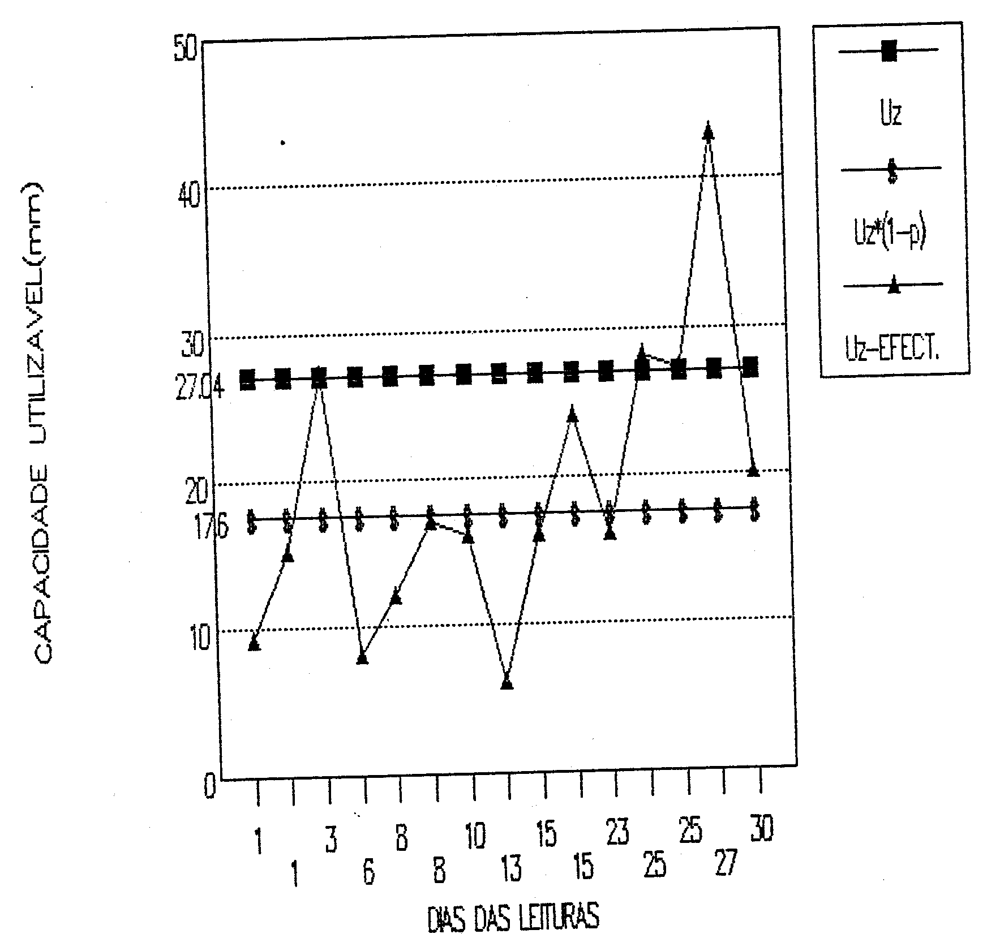 CAPACIDADE UTILIZAVEL(mm)
50
40
30
27.04
20
17.6
10
0
1 3 8 10 15 23 25 30
1 6 8 13 15 25 27
DIAS DAS LEITURAS
Uz
Uz*(1-p)
Uz-EFECT.